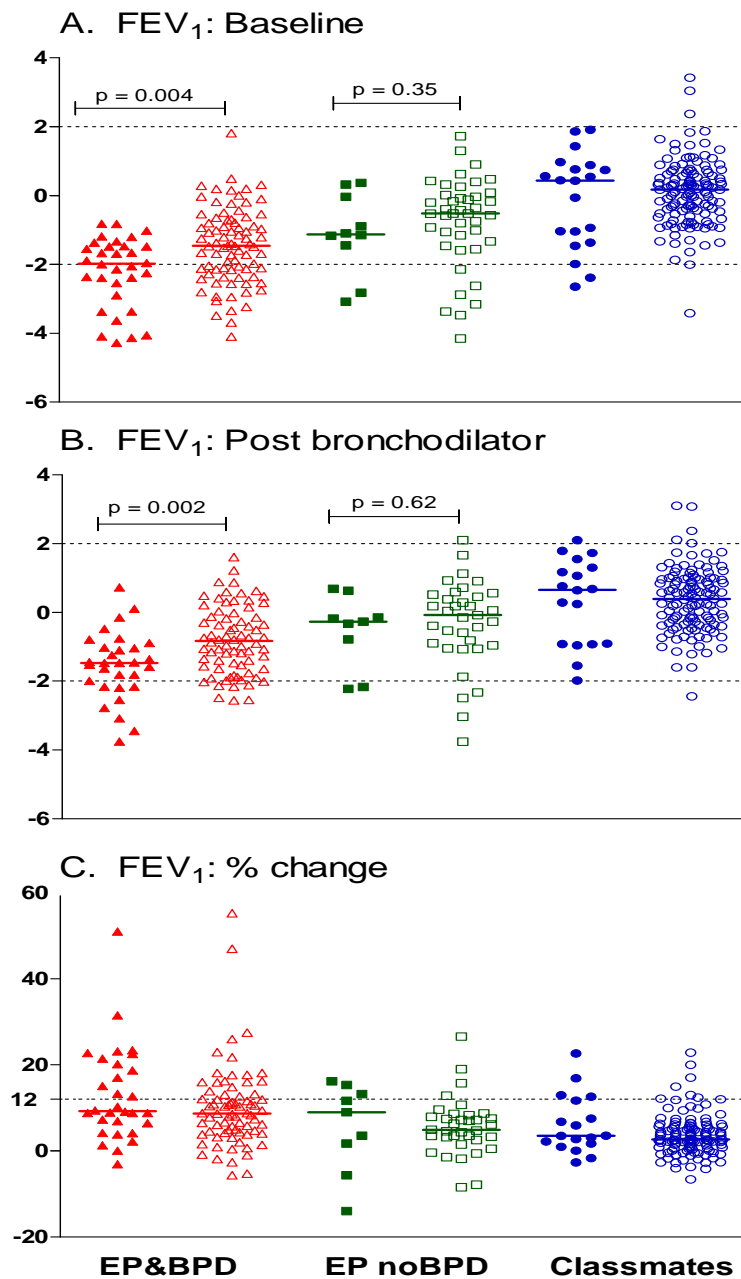 A. FEV₁: Baseline
4
p = 0.004
p = 0.35
2
0
-2
-4
-6
B. FEV₁: Post bronchodilator
4
p = 0.002
p = 0.62
2
0
-2
-4
-6
C. FEV₁: % change
60
40
20
12
0
-20
EP&BPD EP noBPD Classmates